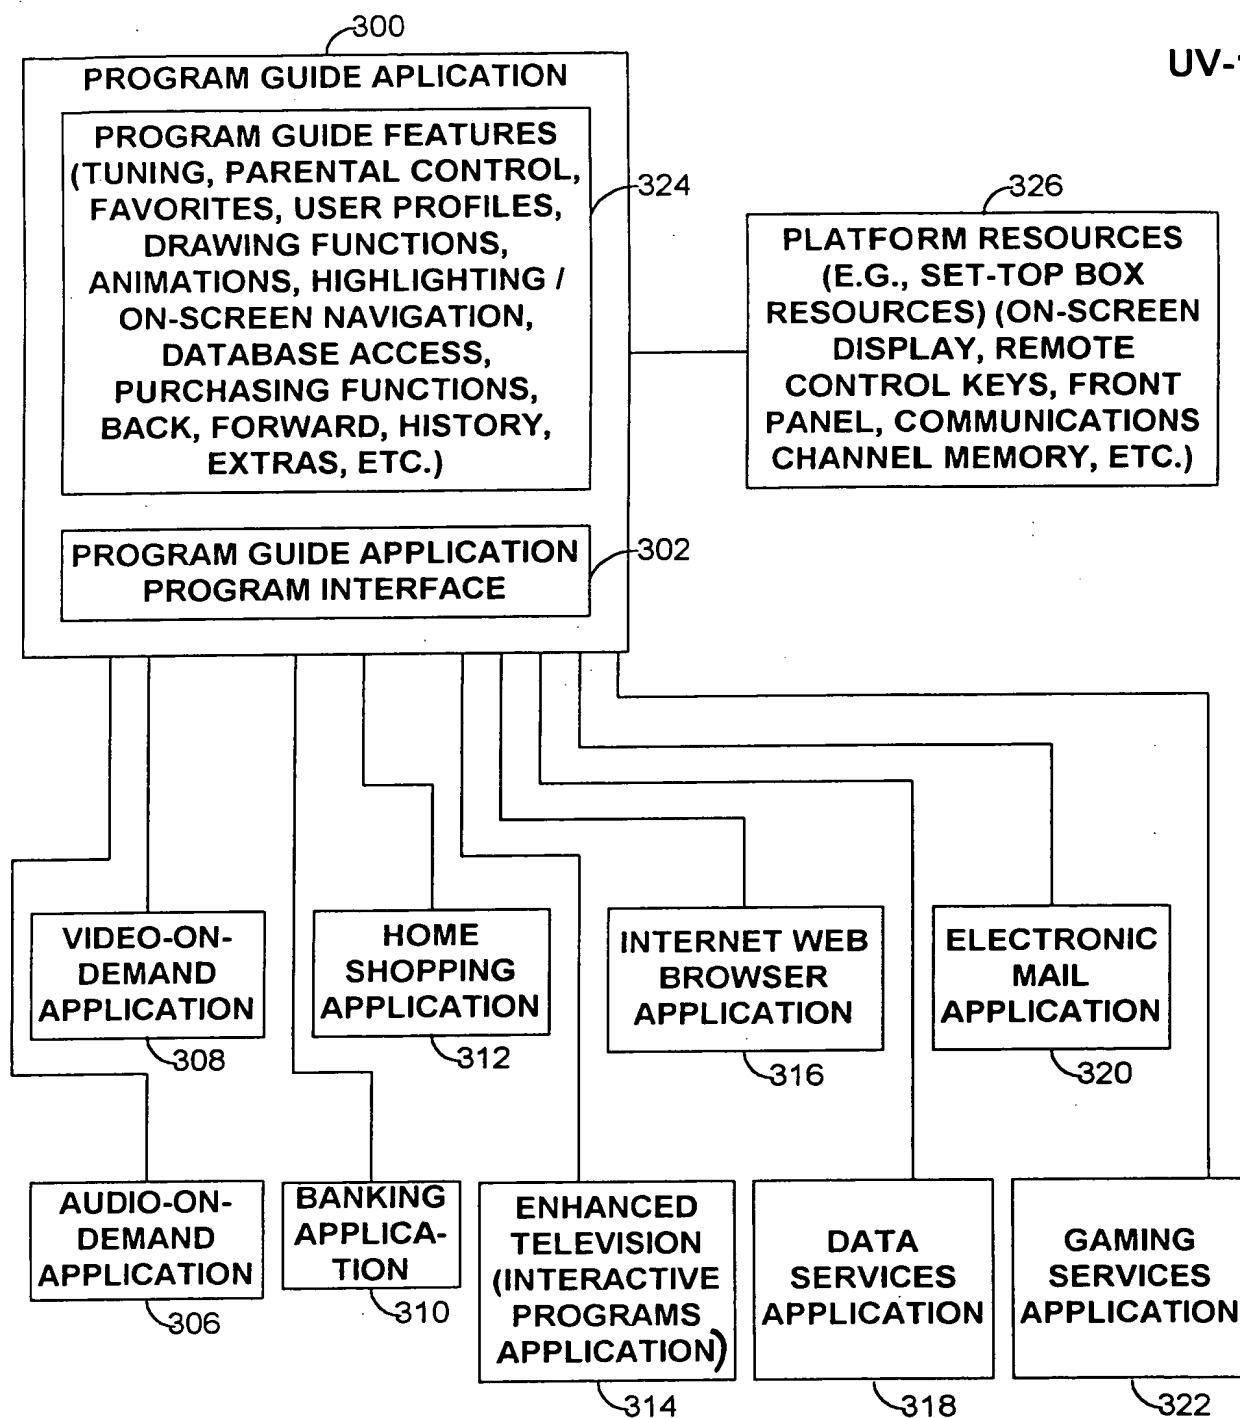 300
UV-
PROGRAM GUIDE APLICATION
PROGRAM GUIDE FEATURES
(TUNING, PARENTAL CONTROL,
FAVORITES, USER PROFILES,
DRAWING FUNCTIONS,
ANIMATIONS, HIGHLIGHTING /
ON-SCREEN NAVIGATION,
DATABASE ACCESS,
PURCHASING FUNCTIONS,
BACK, FORWARD, HISTORY,
EXTRAS, ETC.)
324
326
PLATFORM RESOURCES
(E.G., SET-TOP BOX
RESOURCES) (ON-SCREEN
DISPLAY, REMOTE
CONTROL KEYS, FRONT
PANEL, COMMUNICATIONS
CHANNEL MEMORY, ETC.)
PROGRAM GUIDE APPLICATION
PROGRAM INTERFACE
302
VIDEO-ON-
DEMAND
APPLICATION
308
HOME
SHOPPING
APPLICATION
312
INTERNET WEB
BROWSER
APPLICATION
316
ELECTRONIC
MAIL
APPLICATION
320
AUDIO-ON-
DEMAND
APPLICATION
306
BANKING
APPLICA-
TION
310
ENHANCED
TELEVISION
(INTERACTIVE
PROGRAMS
APPLICATION)
314
DATA
SERVICES
APPLICATION
318
GAMING
SERVICES
APPLICATION
322